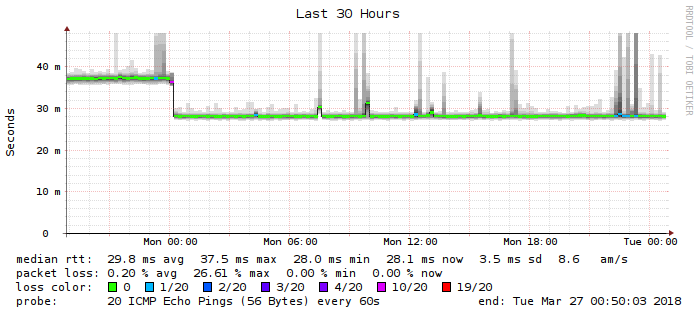 Last 30 Hours
RRDTOOL / TOBI OETIKER
Seconds
40 m
30 m
20 m
10 m
0
Mon 00:00 Mon 06:00 Mon 12:00 Mon 18:00 Tue 00:00
median rtt: 29.8 ms avg 37.5 ms max 28.0 ms min 28.1 ms now 3.5 ms sd 8.6 am/s
packet loss: 0.20 % avg 26.61 % max 0.00 % min 0.00 % now
loss color: 0 1/20 2/20 3/20 4/20 10/20 19/20
probe: 20 ICMP Echo Pings (56 Bytes) every 60s end: Tue Mar 27 00:50:03 2018